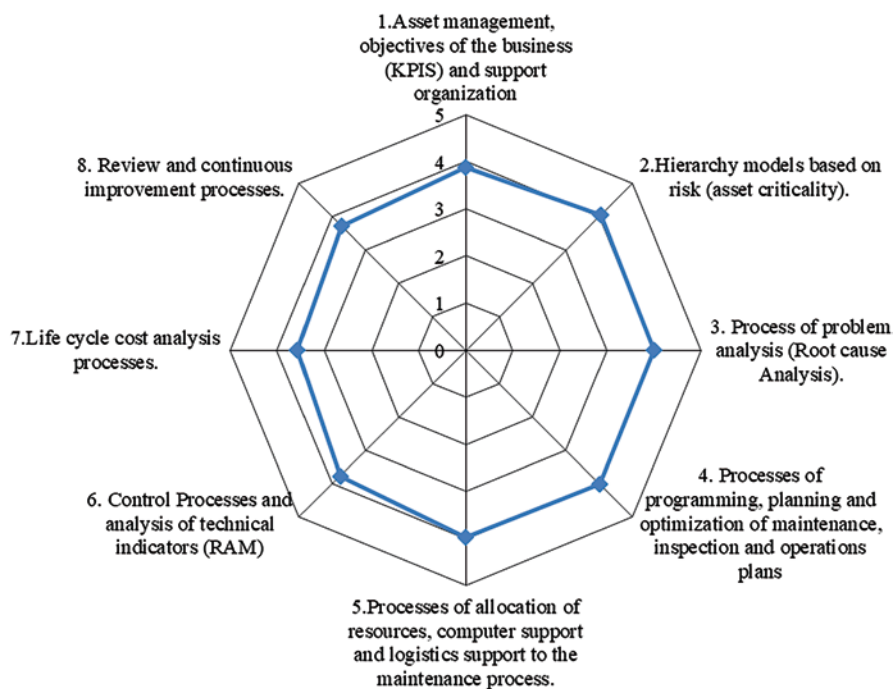 1.Asset management,
objectives of the business
(KPIS) and support
organization
5
4
3
2
1
0
2.Hierarchy models based on
risk (asset criticality).
3. Process of problem
analysis (Root cause
Analysis).
4. Processes of
programming, planning and
optimization of maintenance,
inspection and operations
plans
5.Processes of allocation of
resources, computer support
and logistics support to the
maintenance process.
6. Control Processes and
analysis of technical
indicators (RAM)
7.Life cycle cost analysis
processes.
8. Review and continuous
improvement processes.